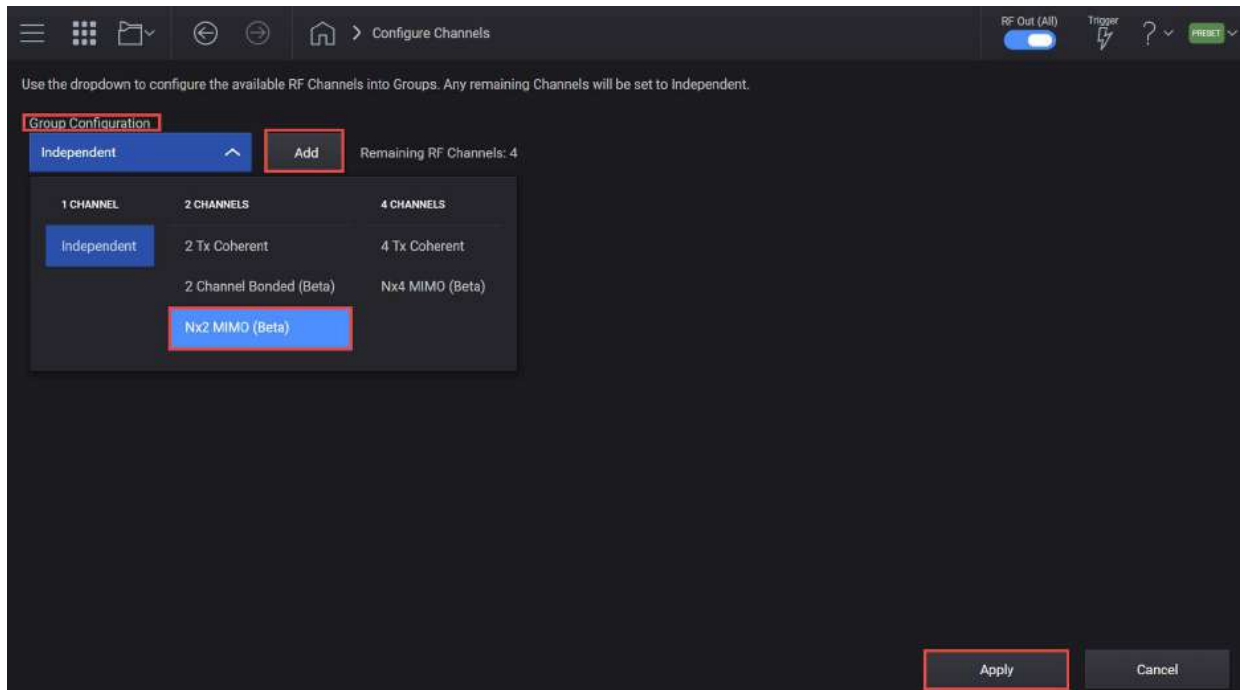 Configure Channels
RF Out (All)
Trigger
PRESET
Use the dropdown to configure the available RF Channels into Groups. Any remaining Channels will be set to Independent.
Group Configuration
Independent
Add
Remaining RF Channels: 4
1 CHANNEL
2 CHANNELS
4 CHANNELS
Independent
2 Tx Coherent
4 Tx Coherent
2 Channel Bonded (Beta)
Nx4 MIMO (Beta)
Nx2 MIMO (Beta)
Apply
Cancel